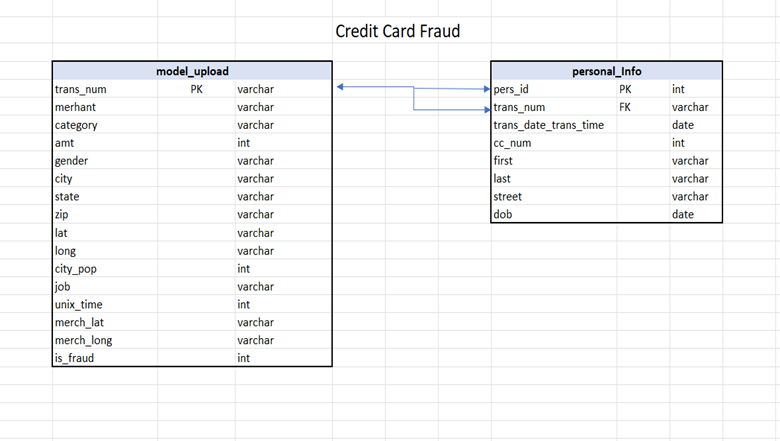 Credit Card Fraud
model_upload
trans_num PK varchar
merhant varchar
category varchar
amt int
gender varchar
city varchar
state varchar
zip varchar
lat varchar
long varchar
city_pop int
job varchar
unix_time int
merch_lat varchar
merch_long varchar
is_fraud int
personal_Info
pers_id PK int
trans_num FK varchar
trans_date_trans_time date
cc_num int
first varchar
last varchar
street varchar
dob date